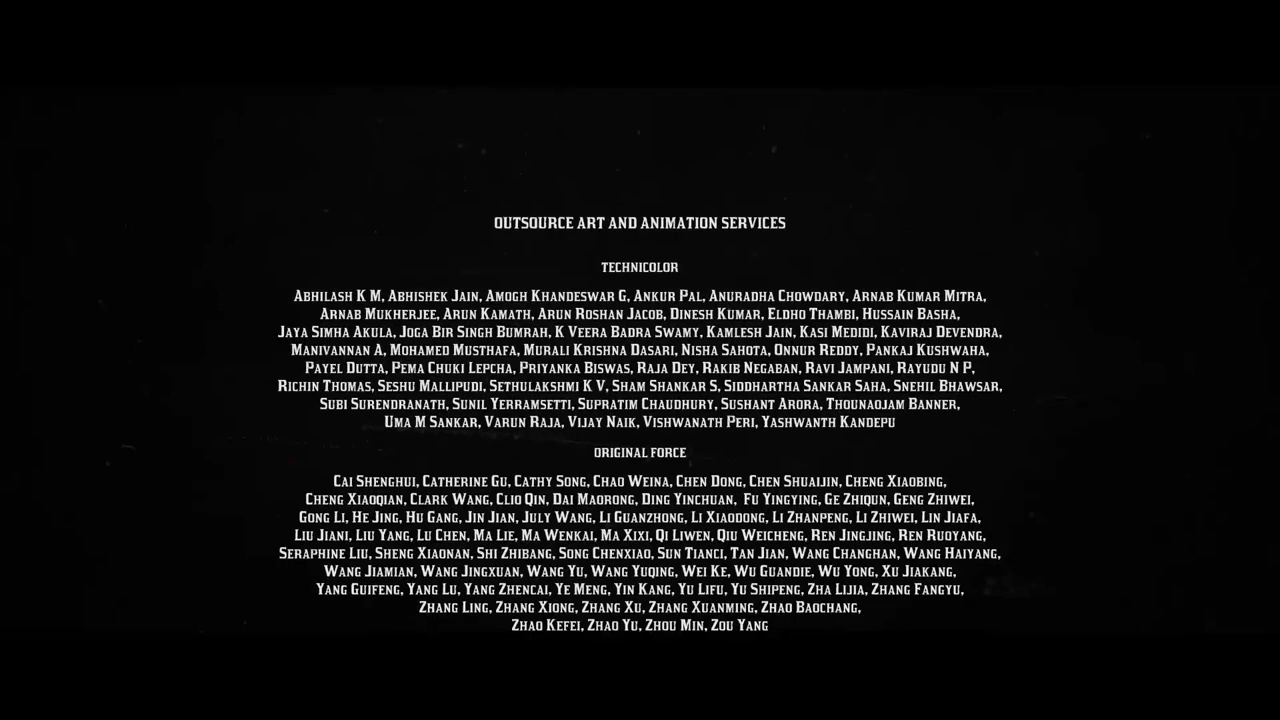 OUTSOURCE ART AND ANIMATION SERVICES
TECHNICOLOR
Abhilash K M, Abhishek Jain, Amogh Khandeswar G, Ankur Pal, Anuradha Chowdary, Arnab Kumar Mitra,
Arnab Mukherjee, Arun Kamath, Arun Roshan Jacob, Dinesh Kumar, Eldho Thambi, Hussain Basha,
Jaya Simha Akula, Joga Bir Singh Bumrah, K Veera Badra Swamy, Kamlesh Jain, Kasi Medidi, Kaviraj Devendra,
Manivannan A, Mohamed Musthafa, Murali Krishna Dasari, Nisha Sahota, Onnur Reddy, Pankaj Kushwaha,
Payel Dutta, Pema Chuki Lepcha, Priyanka Biswas, Raja Dey, Rakib Negaban, Ravi Jampani, Rayudu N P,
Richin Thomas, Seshu Mallipudi, Sethulakshmi K V, Sham Shankar S, Siddhartha Sankar Saha, Snehil Bhawsar,
Subi Surendranath, Sunil Yerramsetti, Supratim Chaudhury, Sushant Arora, Thounaojam Banner,
Uma M Sankar, Varun Raja, Vijay Naik, Vishwanath Peri, Yashwanth Kandepu
ORIGINAL FORCE
Cai Shenghui, Catherine Gu, Cathy Song, Chao Weina, Chen Dong, Chen Shuaijin, Cheng Xiaobing,
Cheng Xiaoqian, Clark Wang, Clio Qin, Dai Maorong, Ding Yinchuan, Fu Yingying, Ge Zhiqun, Geng Zhiwei,
Gong Li, He Jing, Hu Gang, Jin Jian, July Wang, Li Guanzhong, Li Xiaodong, Li Zhanpeng, Li Zhiwei, Lin Jiafa,
Liu Jiani, Liu Yang, Lu Chen, Ma Lie, Ma Wenkai, Ma Xixi, Qi Liwen, Qiu Weicheng, Ren Jingjing, Ren Ruoyang,
Seraphine Liu, Sheng Xiaonan, Shi Zhibang, Song Chenxiao, Sun Tianci, Tan Jian, Wang Changhan, Wang Haiyang,
Wang Jiamian, Wang Jingxuan, Wang Yu, Wang Yuqing, Wei Ke, Wu Guandie, Wu Yong, Xu Jiakang,
Yang Guifeng, Yang Lu, Yang Zhencai, Ye Meng, Yin Kang, Yu Lifu, Yu Shipeng, Zha Lijia, Zhang Fangyu,
Zhang Ling, Zhang Xiong, Zhang Xu, Zhang Xuanming, Zhao Baochang,
Zhao Kefei, Zhao Yu, Zhou Min, Zou Yang